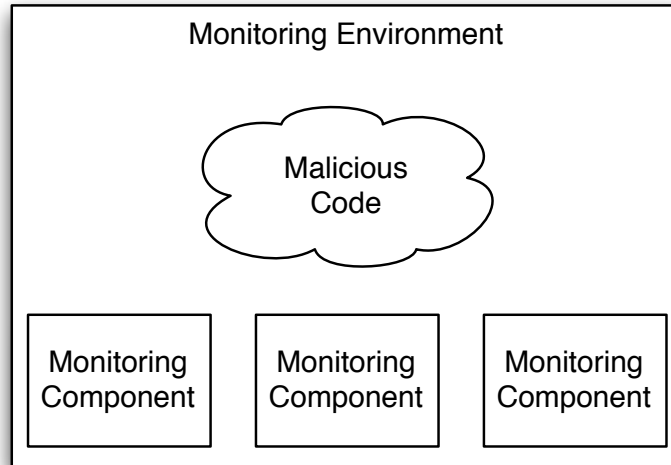 Monitoring Environment
Malicious
Code
Monitoring
Component
Monitoring
Component
Monitoring
Component